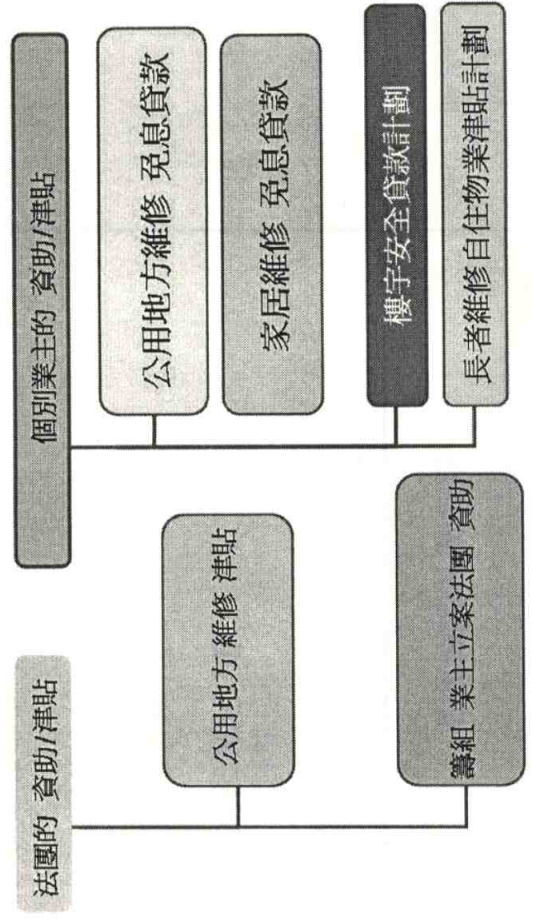 法團的 資助/津貼
公用地方 維修 津貼
籌組 業主立案法團 資助
個別業主的 資助/津貼
公用地方維修 免息貸款
家居維修 免息貸款
樓宇安全貸款計劃
長者維修自住物業津貼計劃